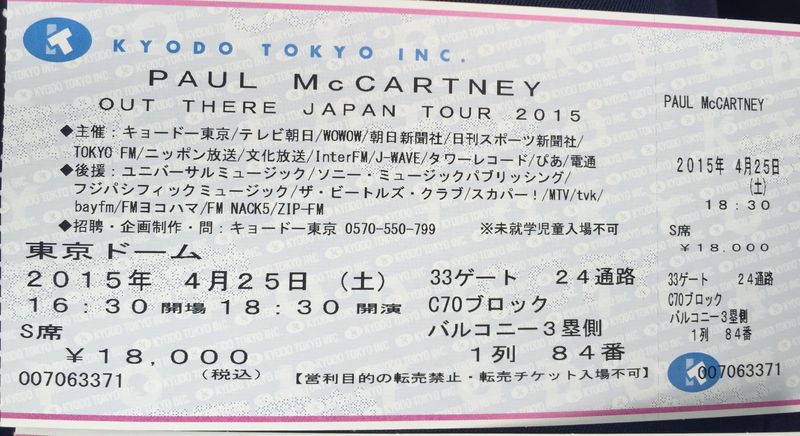 KYODO TOKYO INC.
PAUL McCARTNEY
OUT THERE JAPAN TOUR 2015
◆主催：キョードー東京/テレビ朝日/WOWOW/朝日新聞社/日刊スポーツ新聞社/
TOKYO FM/ニッポン放送/文化放送/InterFM/J-WAVE/タワーレコード/ぴあ/電通
◆後援：ユニバーサルミュージック/ソニー・ミュージックパブリッシング/
フジパシフィックミュージック/ザ・ビートルズ・クラブ/スカパー!/MTV/tvk/
bayfm/FMヨコハマ/FM NACK5/ZIP-FM
◆招聘・企画制作・問：キョードー東京 0570-550-799 ※未就学児童入場不可
東京ドーム
2015年 4月25日 (土) 33ゲート 24通路
16:30 開場 18:30 開演 C70ブロック
S席 バルコニー3塁側
¥18,000 1列 84番
007063371 (税込) 【営利目的の転売禁止・転売チケット入場不可】
PAUL McCARTNEY
2015年 4月25日
(土)
18:30
S席
¥18,000
33ゲート 24通路
C70ブロック
バルコニー3塁側
1列 84番
007063371